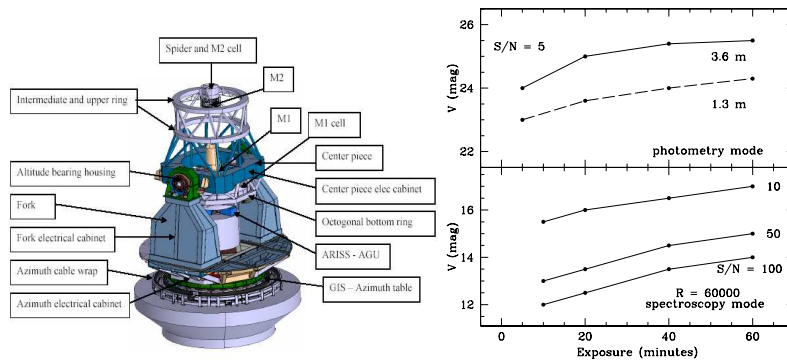 Spider and M2 cell
M2
Intermediate and upper ring
M1
M1 cell
Center piece
Altitude bearing housing
Center piece elec cabinet
Fork
Octogonal bottom ring
Fork electrical cabinet
ARISS - AGU
Azimuth cable wrap
GIS – Azimuth table
Azimuth electrical cabinet
S/N = 5
3.6 m
1.3 m
photometry mode
V (mag)
26
24
22
10
50
S/N = 100
R = 60000
spectroscopy mode
V (mag)
16
14
12
0 20 40 60
Exposure (minutes)